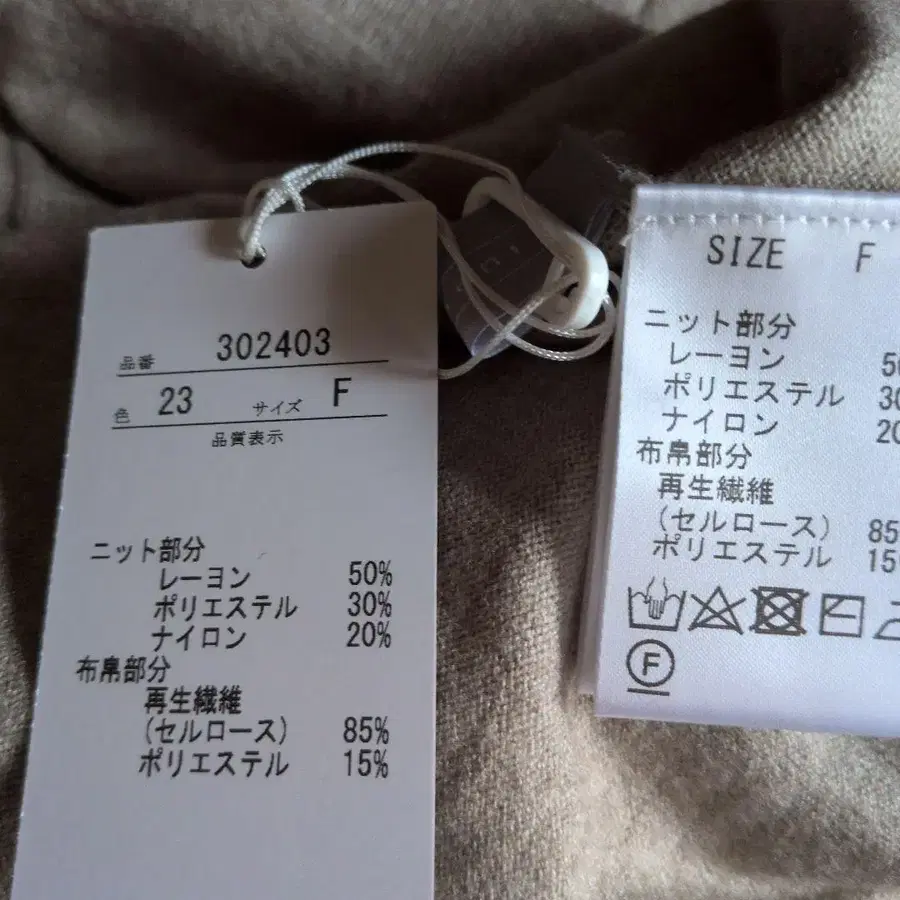 品番 302403
色 23 サイズ F
品質表示
ニット部分
レーヨン 50%
ポリエステル 30%
ナイロン 20%
布帛部分
再生繊維
(セルロース) 85%
ポリエステル 15%
SIZE F
ニット部分
レーヨン
ポリエステル
ナイロン 20
布帛部分
再生繊維
(セルロース) 85
ポリエステル 15
F